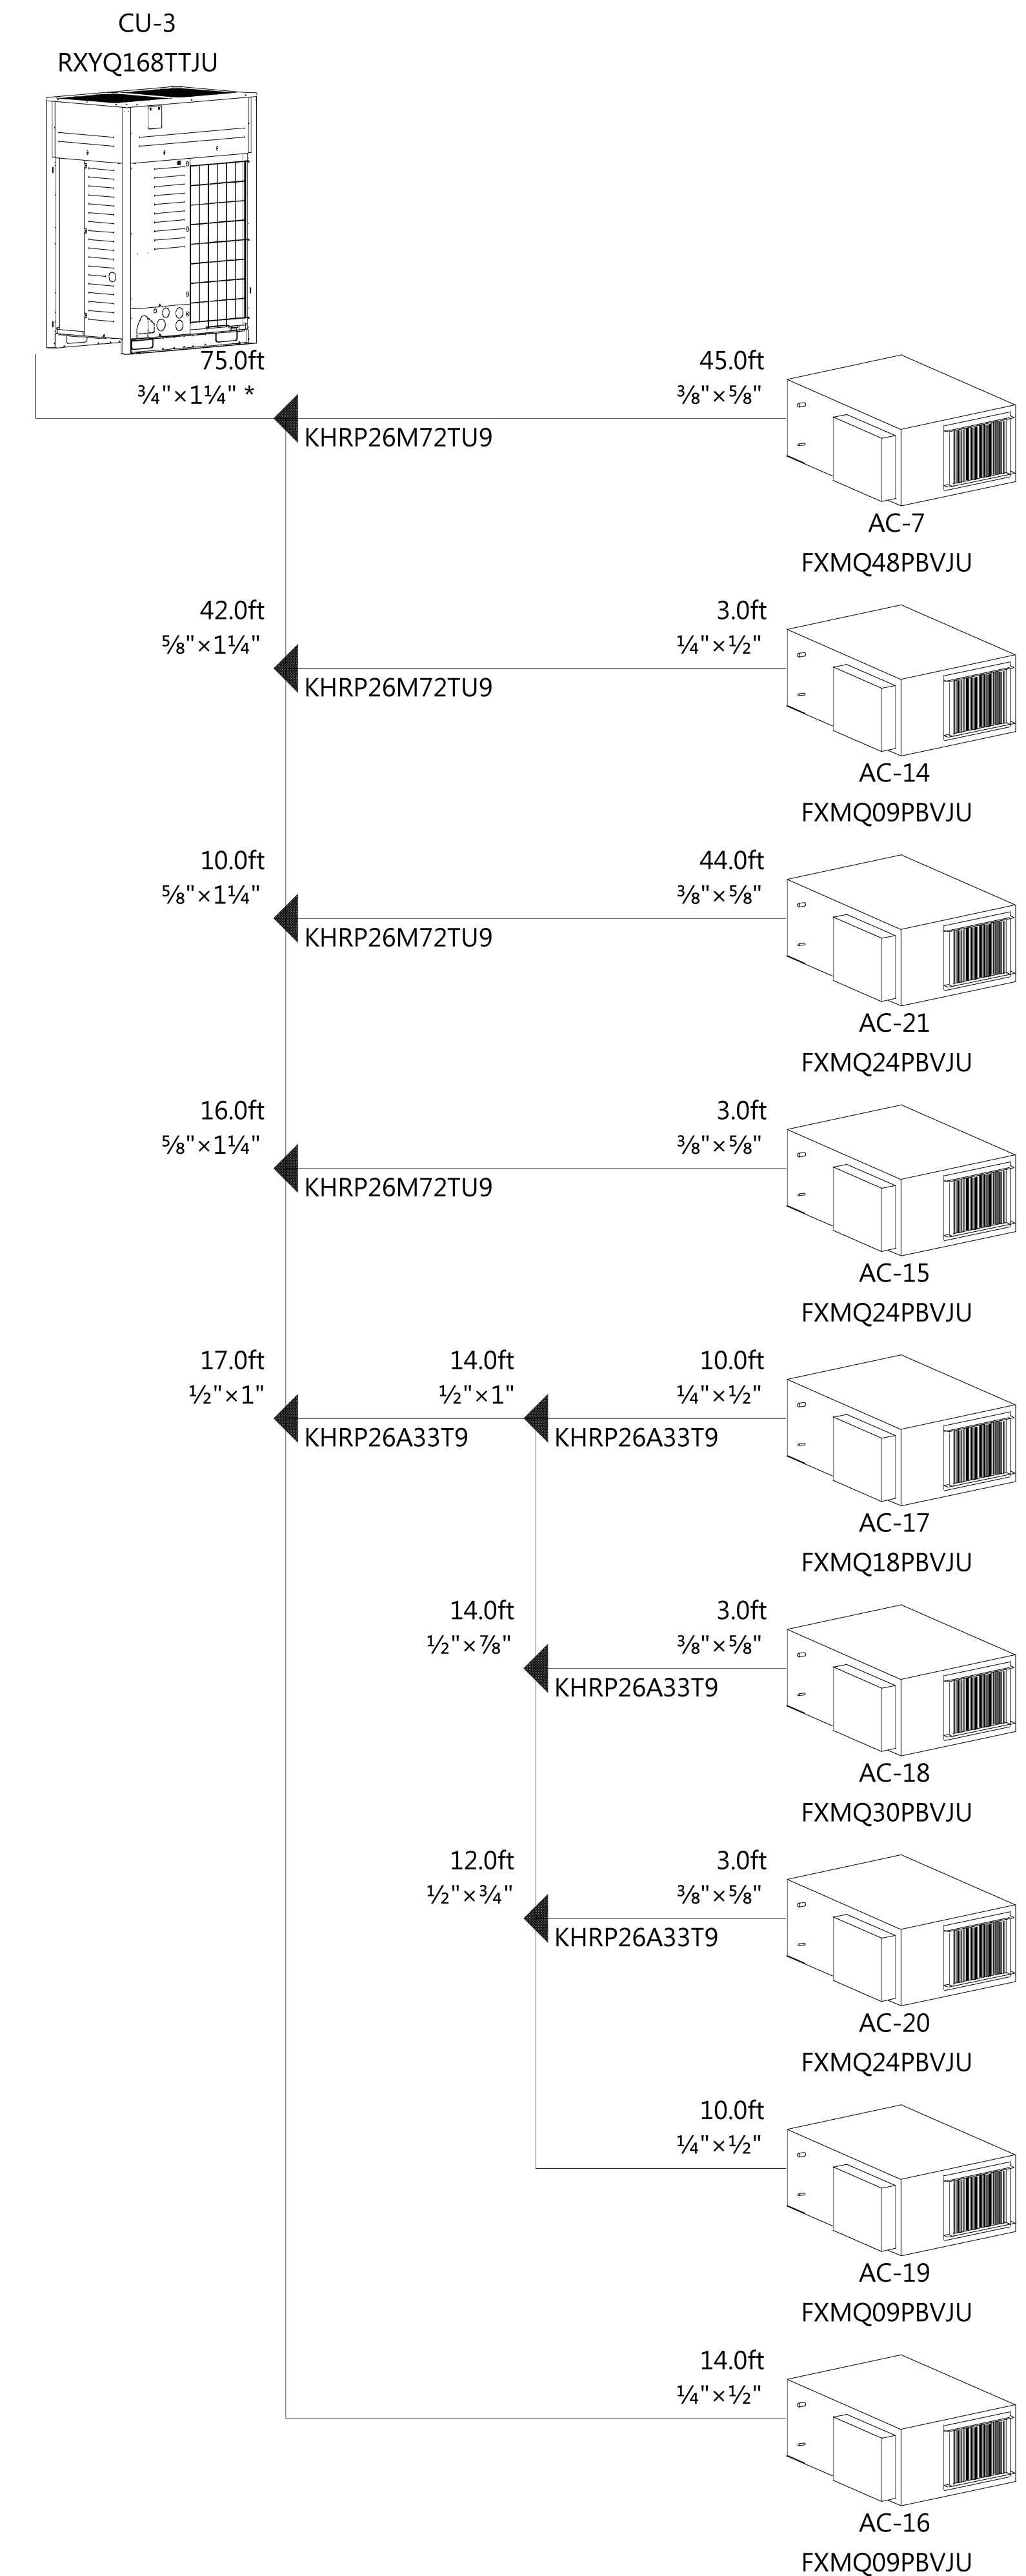 CU-3
RXYQ168TTJU
75.0ft
¾"×1¼" *
45.0ft
⅜"×⅝"
KHRP26M72TU9
AC-7
FXMQ48PBVJU
42.0ft
⅝"×1¼"
3.0ft
¼"×½"
KHRP26M72TU9
AC-14
FXMQ09PBVJU
10.0ft
⅝"×1¼"
44.0ft
⅜"×⅝"
KHRP26M72TU9
AC-21
FXMQ24PBVJU
16.0ft
⅝"×1¼"
3.0ft
⅜"×⅝"
KHRP26M72TU9
AC-15
FXMQ24PBVJU
17.0ft
½"×1"
14.0ft
½"×1"
10.0ft
¼"×½"
KHRP26A33T9
KHRP26A33T9
AC-17
FXMQ18PBVJU
14.0ft
½"×⅞"
3.0ft
⅜"×⅝"
KHRP26A33T9
AC-18
FXMQ30PBVJU
12.0ft
½"×¾"
3.0ft
⅜"×⅝"
KHRP26A33T9
AC-20
FXMQ24PBVJU
10.0ft
¼"×½"
AC-19
FXMQ09PBVJU
14.0ft
¼"×½"
AC-16
FXMQ09PBVJU